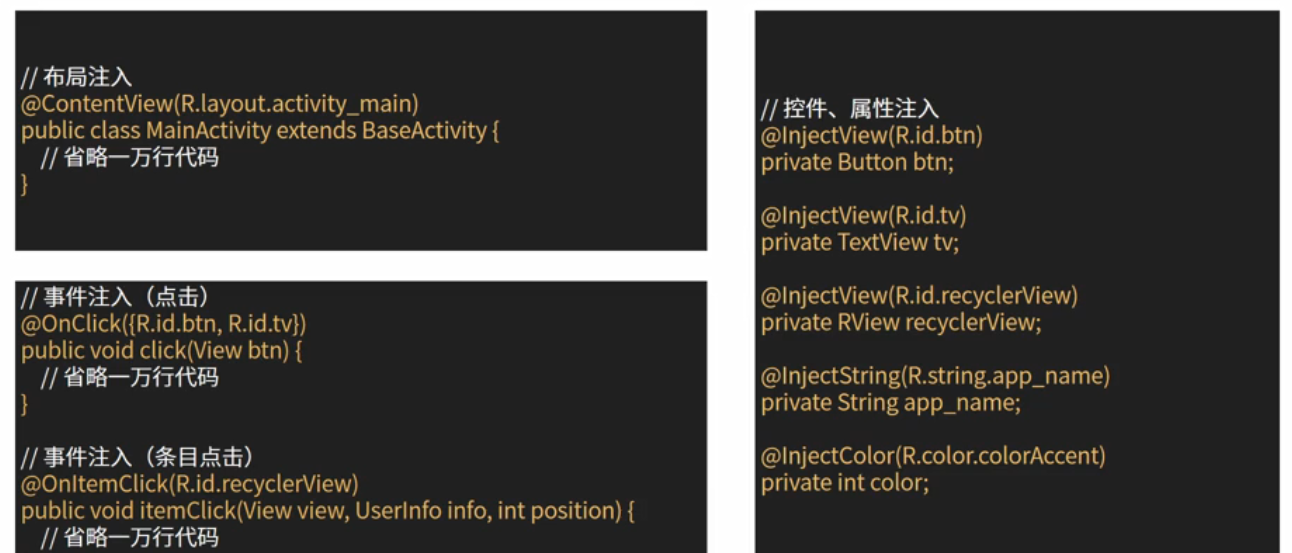 // 布局注入
@ContentView(R.layout.activity_main)
public class MainActivity extends BaseActivity {
// 省略一万行代码
}
// 事件注入（点击）
@OnClick({R.id.btn, R.id.tv})
public void click(View btn) {
// 省略一万行代码
}
// 事件注入（条目点击）
@OnItemClick(R.id.recyclerView)
public void itemClick(View view, UserInfo info, int position) {
// 省略一万行代码
// 控件、属性注入
@InjectView(R.id.btn)
private Button btn;
@InjectView(R.id.tv)
private TextView tv;
@InjectView(R.id.recyclerView)
private RView recyclerView;
@InjectString(R.string.app_name)
private String app_name;
@InjectColor(R.color.colorAccent)
private int color;